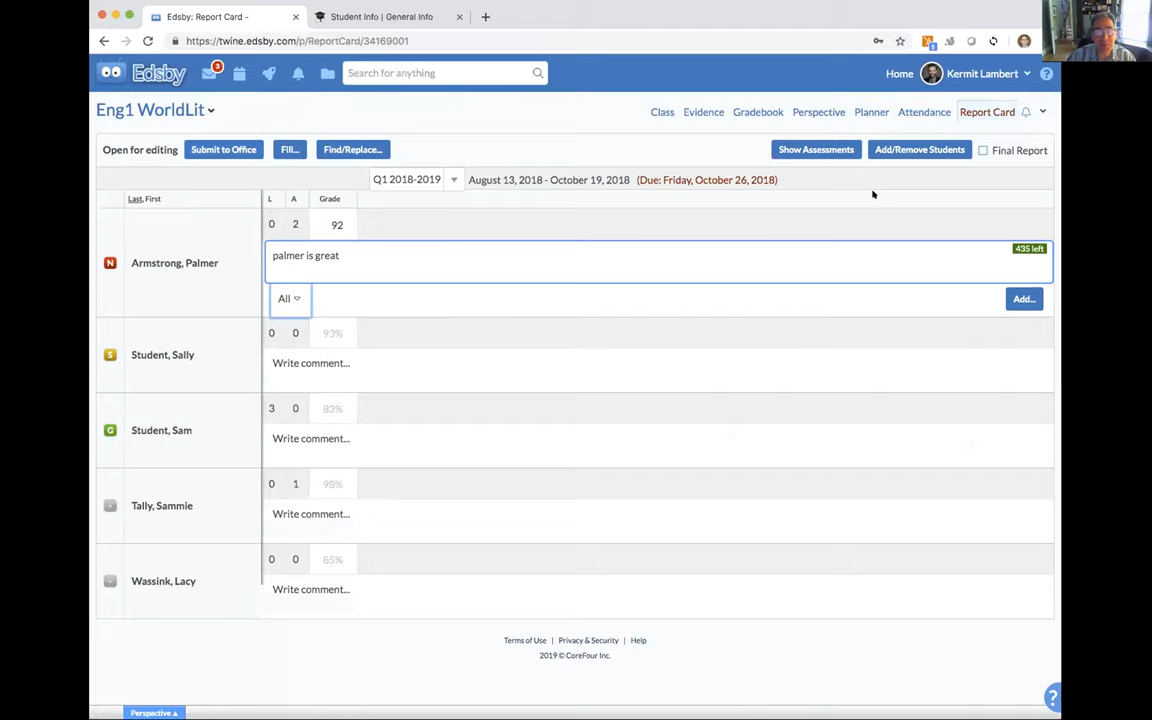 Edsby: Report Card - × Student Info | General Info × +
https://twine.edsby.com/p/ReportCard/34169001
Edsby 3 Search for anything Home Kermit Lambert ?
Eng1 WorldLit Class Evidence Gradebook Perspective Planner Attendance Report Card
Open for editing Submit to Office Fill... Find/Replace... Show Assessments Add/Remove Students Final Report
Q1 2018-2019 August 13, 2018 - October 19, 2018 (Due: Friday, October 26, 2018)
Last, First L A Grade
0 2 92
palmer is great 435 left
N Armstrong, Palmer
All Add...
0 0 93%
S Student, Sally
Write comment...
3 0 83%
G Student, Sam
Write comment...
0 1 98%
- Tally, Sammie
Write comment...
0 0 85%
- Wassink, Lacy
Write comment...
Terms of Use | Privacy & Security | Help
2019 © CoreFour Inc.
Perspective ?